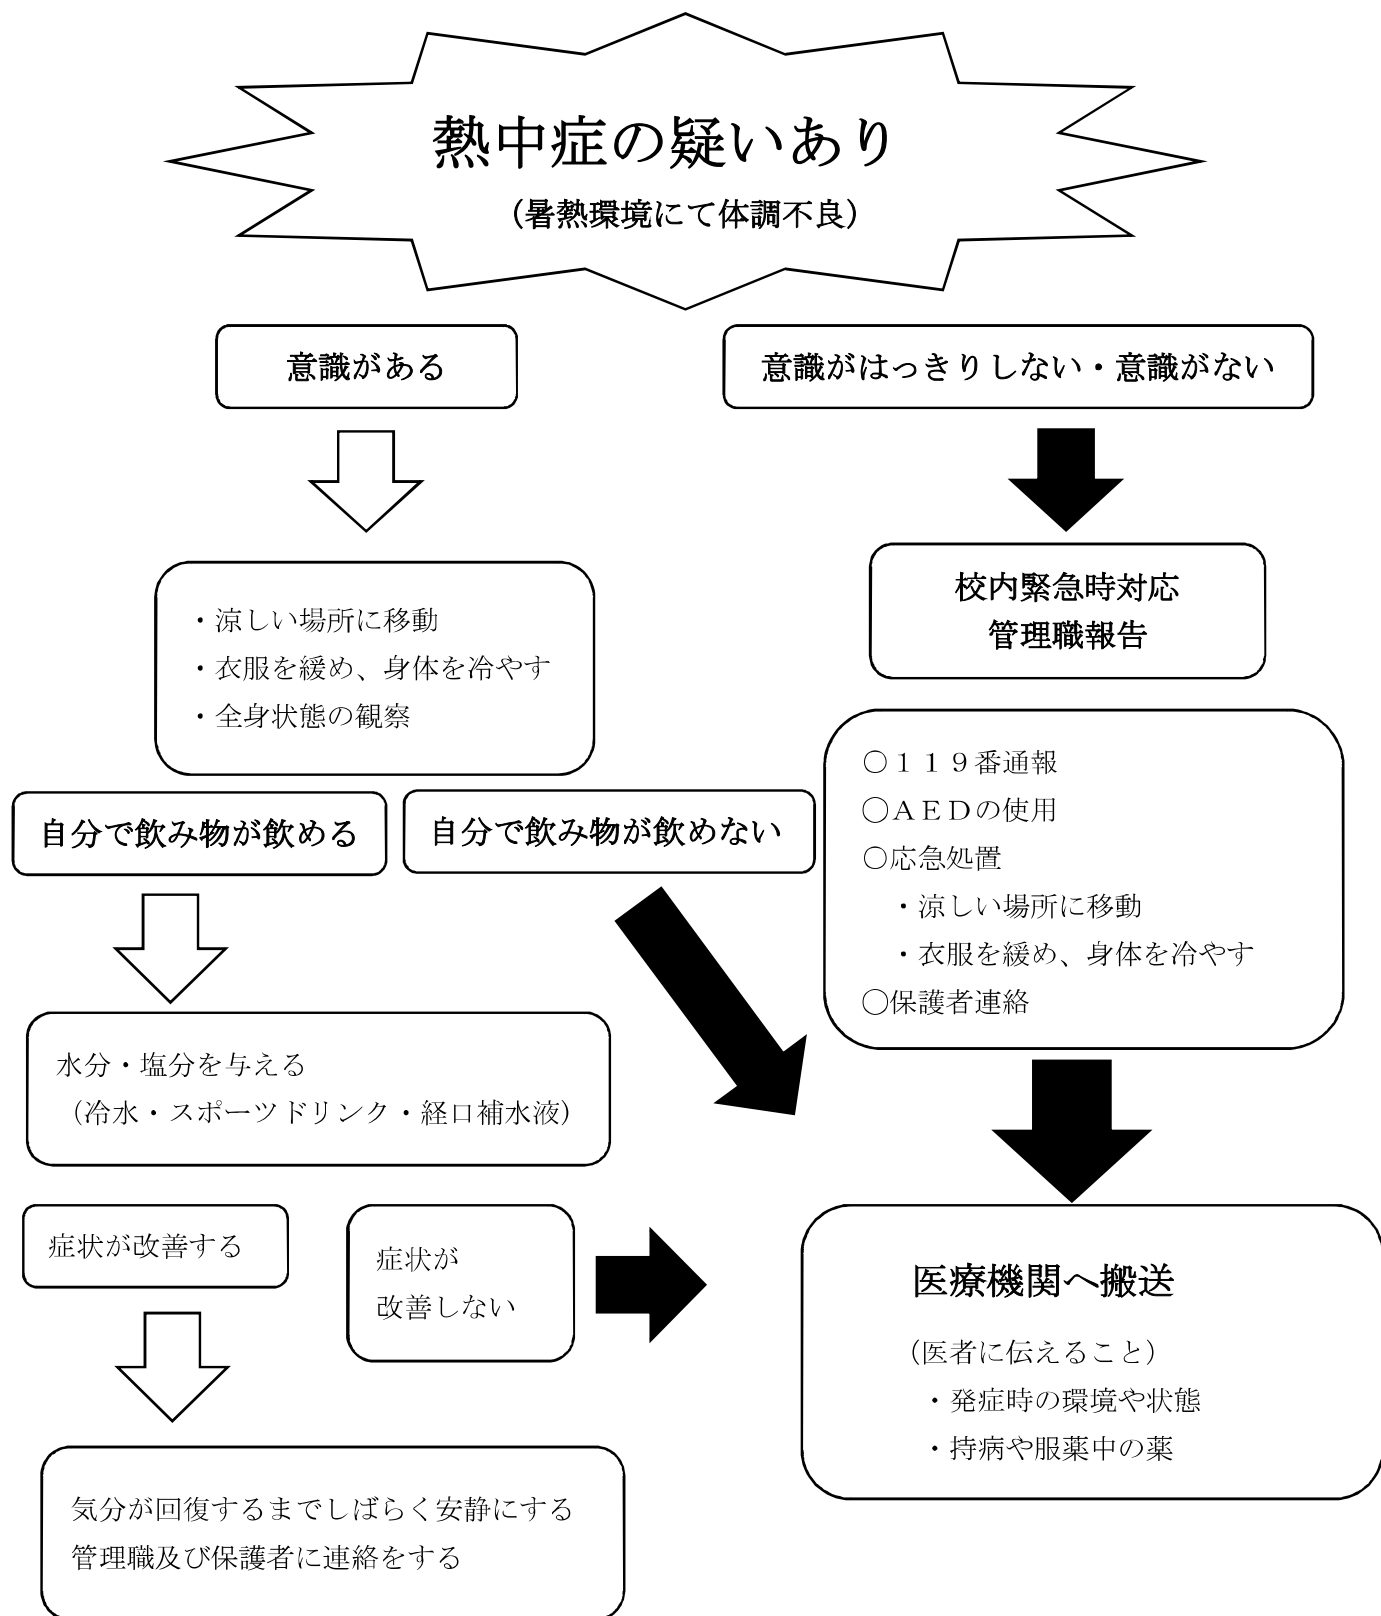 熱中症の疑いあり
（暑熱環境にて体調不良）
意識がある
意識がはっきりしない・意識がない
・涼しい場所に移動
・衣服を緩め、身体を冷やす
・全身状態の観察
校内緊急時対応
管理職報告
自分で飲み物が飲める
自分で飲み物が飲めない
〇１１９番通報
〇ＡＥＤの使用
〇応急処置
・涼しい場所に移動
・衣服を緩め、身体を冷やす
〇保護者連絡
水分・塩分を与える
（冷水・スポーツドリンク・経口補水液）
症状が改善する
症状が
改善しない
医療機関へ搬送
（医者に伝えること）
・発症時の環境や状態
・持病や服薬中の薬
気分が回復するまでしばらく安静にする
管理職及び保護者に連絡をする